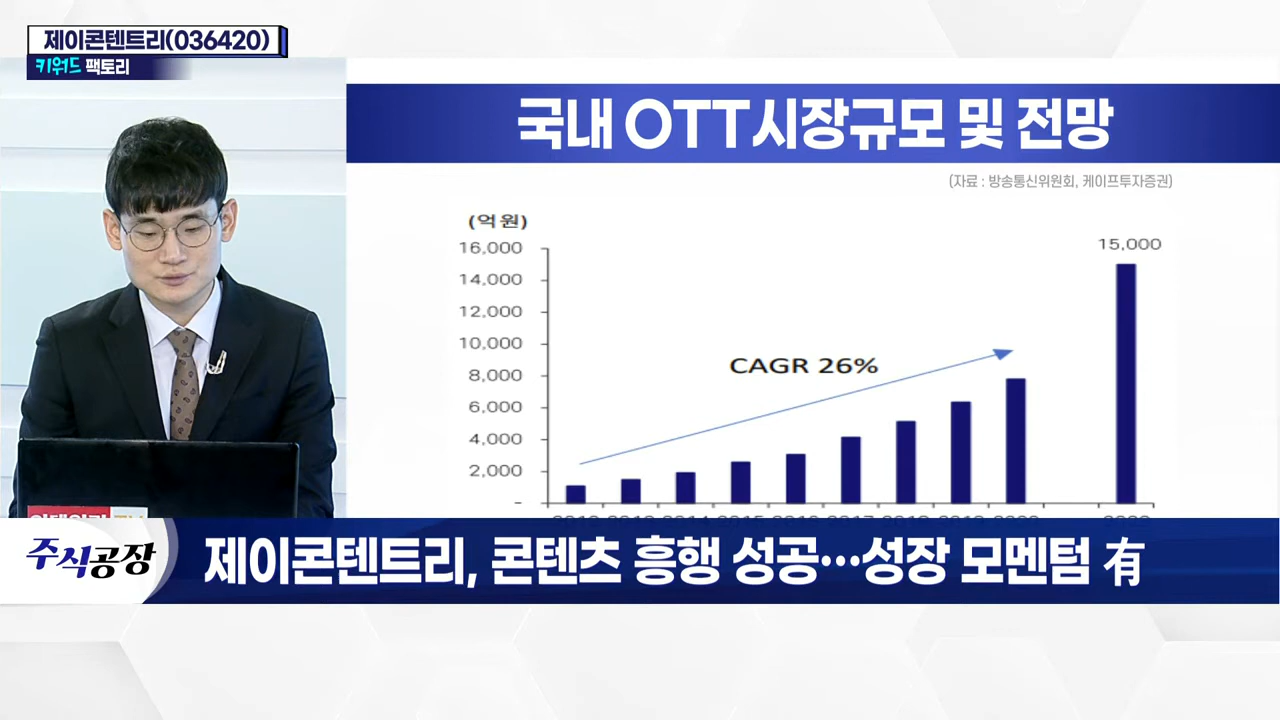 제이콘텐트리(036420)
키워드 팩토리
국내 OTT시장규모 및 전망
(자료 : 방송통신위원회, 케이프투자증권)
(억원)
16,000
14,000
12,000
10,000
8,000
6,000
4,000
2,000
-
15,000
CAGR 26%
주식공장
제이콘텐트리, 콘텐츠 흥행 성공···성장 모멘텀 有